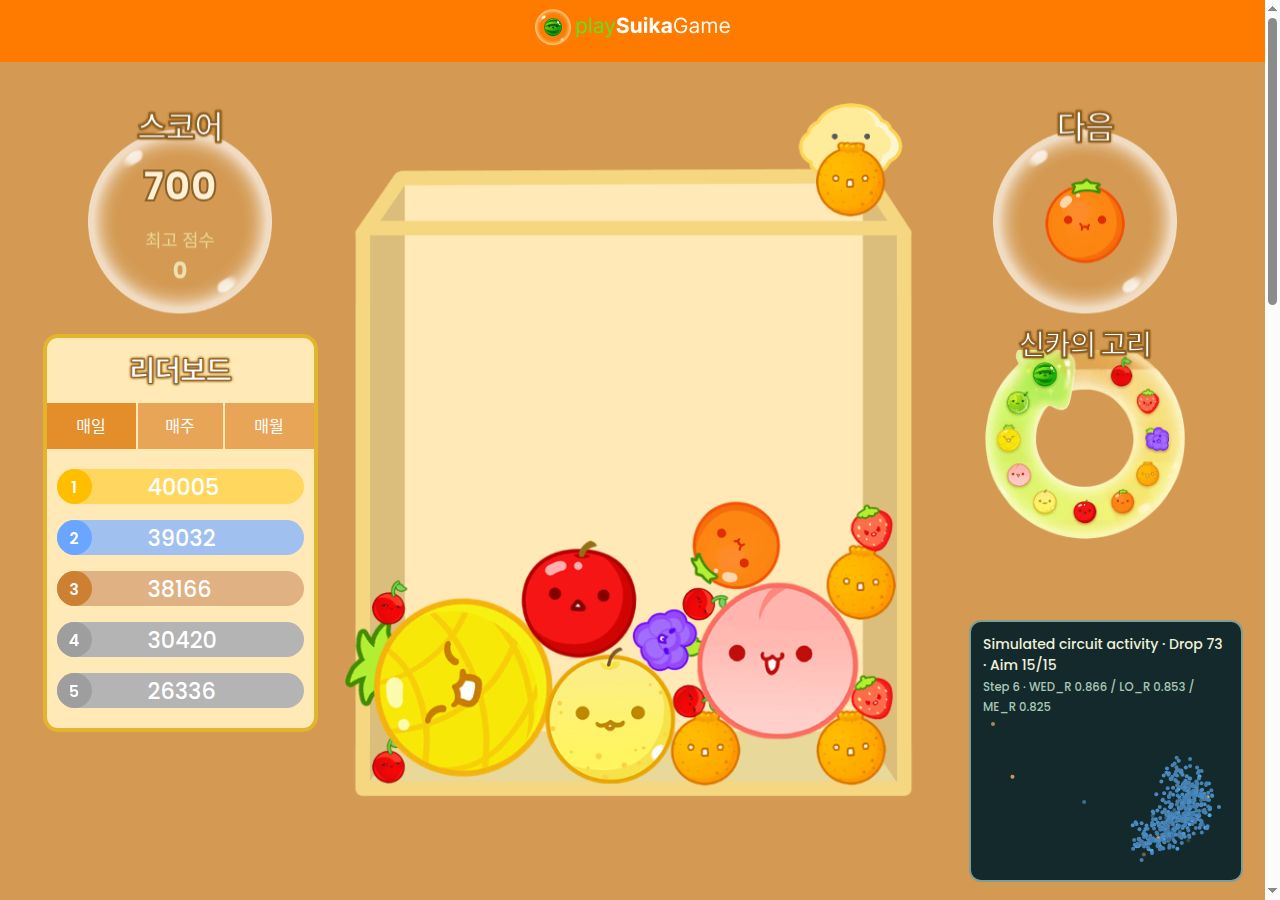 playSuikaGame
스코어
700
최고 점수
0
리더보드
매일 매주 매월
1 40005
2 39032
3 38166
4 30420
5 26336
다음
신카의 고리
Simulated circuit activity · Drop 73
· Aim 15/15
Step 6 · WED_R 0.866 / LO_R 0.853 /
ME_R 0.825